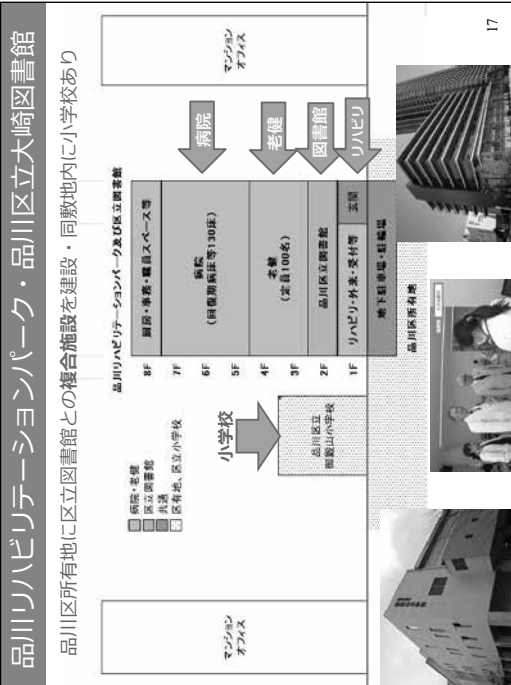 品川リハビリテーションパーク・品川区立大崎図書館
品川区所有地に区立図書館との複合施設を建設・同敷地内に小学校あり
品川リハビリテーションパーク及び区立図書館
病院・老健
区立図書館
共通
区有地、区立小学校
8F
厨房・事務・職員スペース等
7F
6F
5F
病院
(回復期病床等130床)
病院
4F
3F
老健
(定員100名)
老健
2F
品川区立図書館
図書館
1F
リハビリ・外来・受付等
玄関
リハビリ
地下駐車場・駐輪場
品川区所有地
小学校
品川区立
御殿山小学校
マンション
オフィス
マンション
オフィス
17